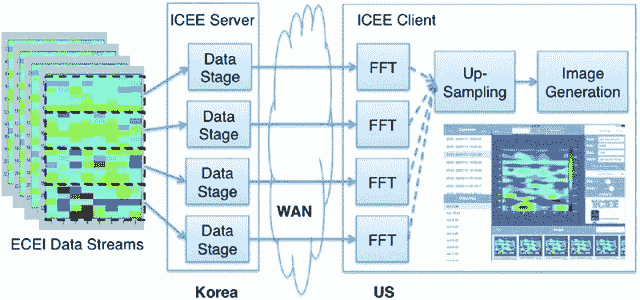 ICEE Server
ICEE Client
Data
Stage
FFT
Data
Stage
FFT
Data
Stage
FFT
Data
Stage
FFT
Up-
Sampling
Image
Generation
WAN
ECEI Data Streams
Korea
US